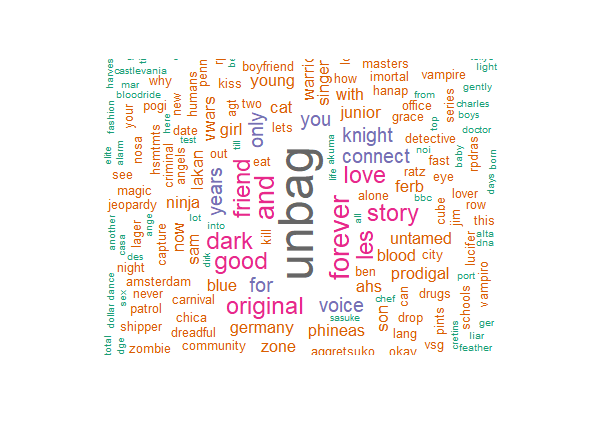 unbag
forever
story
love
les
and
friend
dark
good
original
you
knight
connect
only
years
for
voice
young
cat
girl
with
junior
singer
warric
vwars
boyfriend
kiss
how
masters
imortal
vampire
hanap
from
gently
light
series
charles
office
grace
top
boys
detective
doctor
noi
fast
baby
rpdras
days
born
ratz
eye
ferb
alone
bbc
lover
cube
row
jim
this
alta
dna
untamed
blood
city
lucifer
prodigal
port
vampiro
ahs
ben
chef
can
drugs
schools
son
drop
pints
ger
cretins
liar
feather
lang
vsg
okay
aggretsuko
phineas
sasuke
germany
zone
community
zombie
dreadful
chica
shipper
carnival
patrol
never
amsterdam
blue
night
des
casa
another
lager
capture
now
sam
dirk
kill
into
lot
ange
ninja
jeopardy
magic
see
lakan
criminal
angels
hsmtmts
nosa
alarm
elite
fashion
your
pogi
new
here
date
test
out
till
eat
lets
two
agt
humans
penn
why
mar
castlevania
bloodride
harves
akuma
life
all
dance
dollar
sex
total
dge